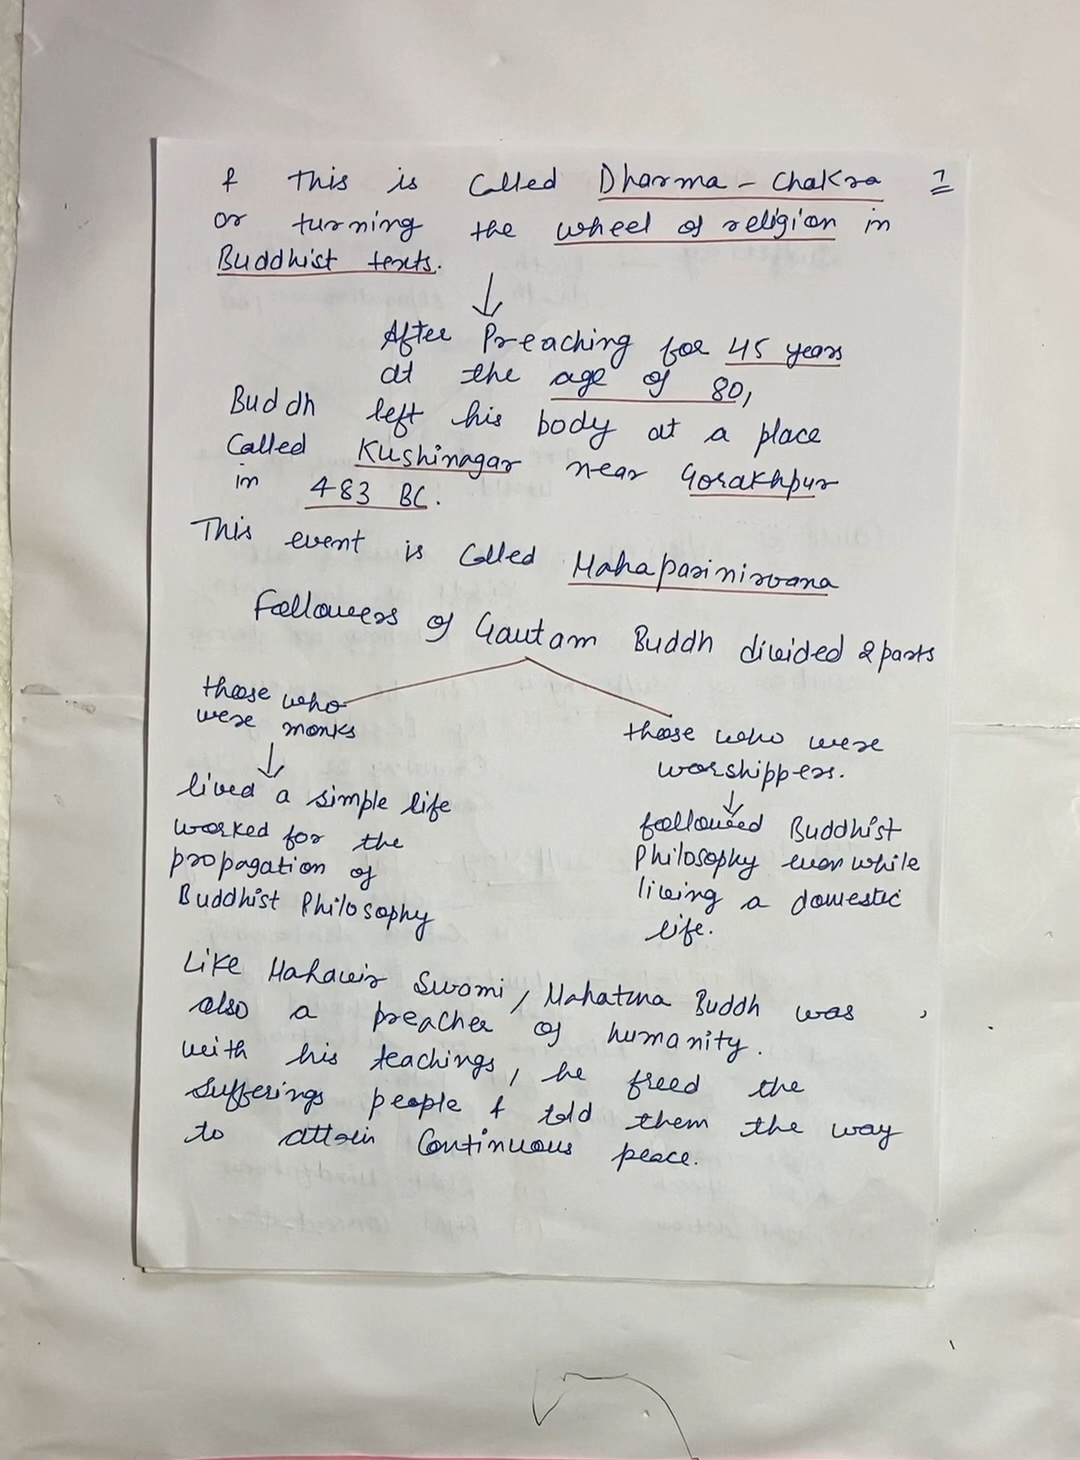 & This is Called Dharma - Chakra 7
or turning the wheel of religion in
Buddhist texts.
↓
After Preaching for 45 years
at the age of 80,
Buddh left his body at a place
Called Kushinagar near Gorakhpur
in 483 BC.
This event is Called Mahaparinirvana
Followers of Gautam Buddh divided 2 parts
those who
were monks
↓
lived a simple life
worked for the
propagation of
Buddhist Philosophy
those who were
worshippers.
↓
followed Buddhist
Philosophy even while
living a domestic
life.
Like Mahavir Swami, Mahatma Buddh was
also a preacher of humanity.
with his teachings, he freed the
sufferings people & told them the way
to attain Continuous peace.